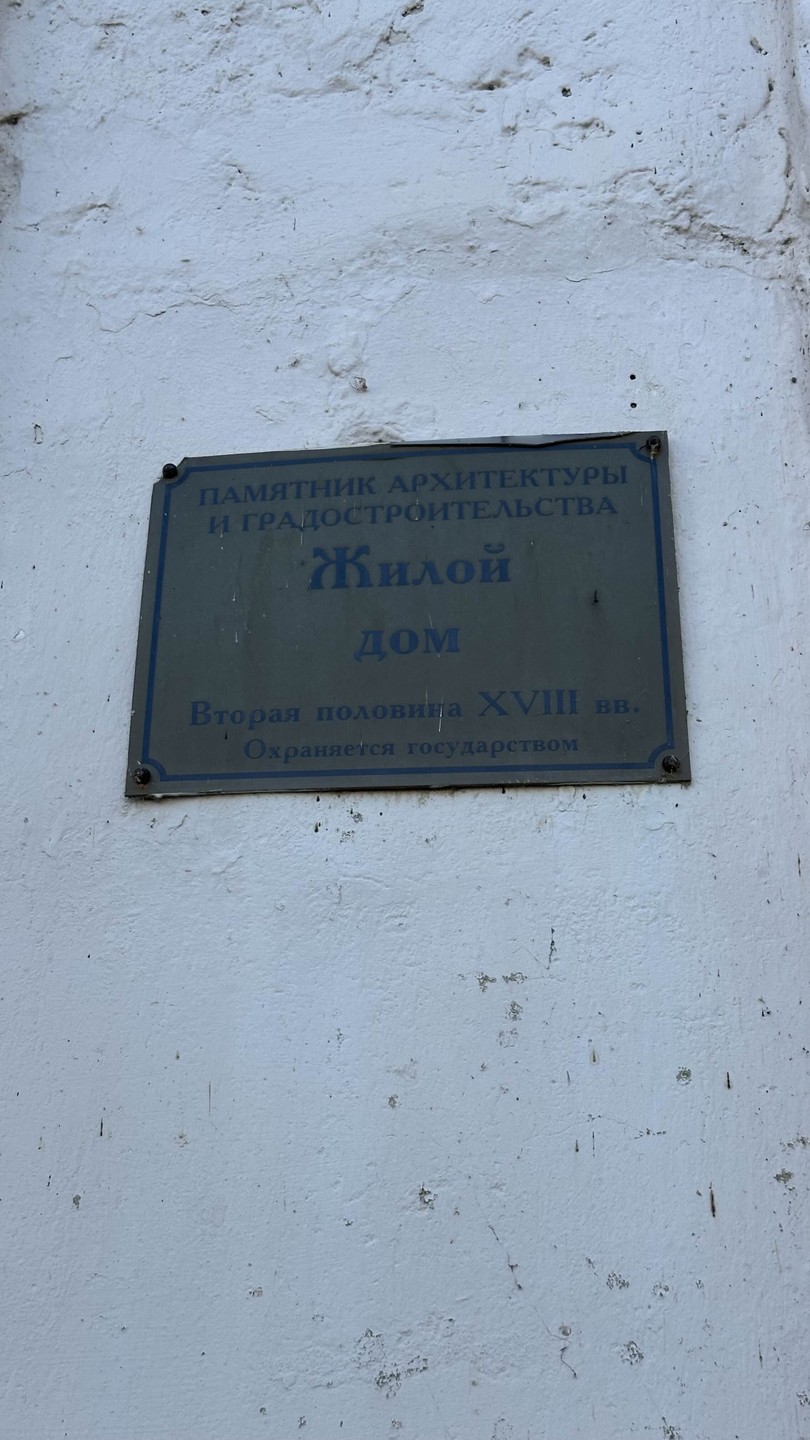 ПАМЯТНИК АРХИТЕКТУРЫ
И ГРАДОСТРОИТЕЛЬСТВА
Жилой
дом
Вторая половина XVIII вв.
Охраняется государством